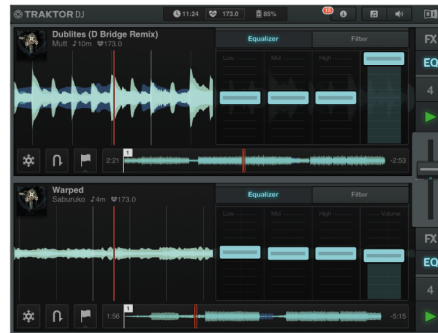 TRAKTOR DJ 11:24 173.0 85%
Dublites (D Bridge Remix)
Mutt ♪10m ♥173.0
Equalizer Filter FX
Low Mid High
EQ
4
2:21 1 -2:53
Warped
Saburuko ♪4m ♥173.0
Equalizer Filter FX
Low Mid High Volume
EQ
4
1:56 1 -5:15